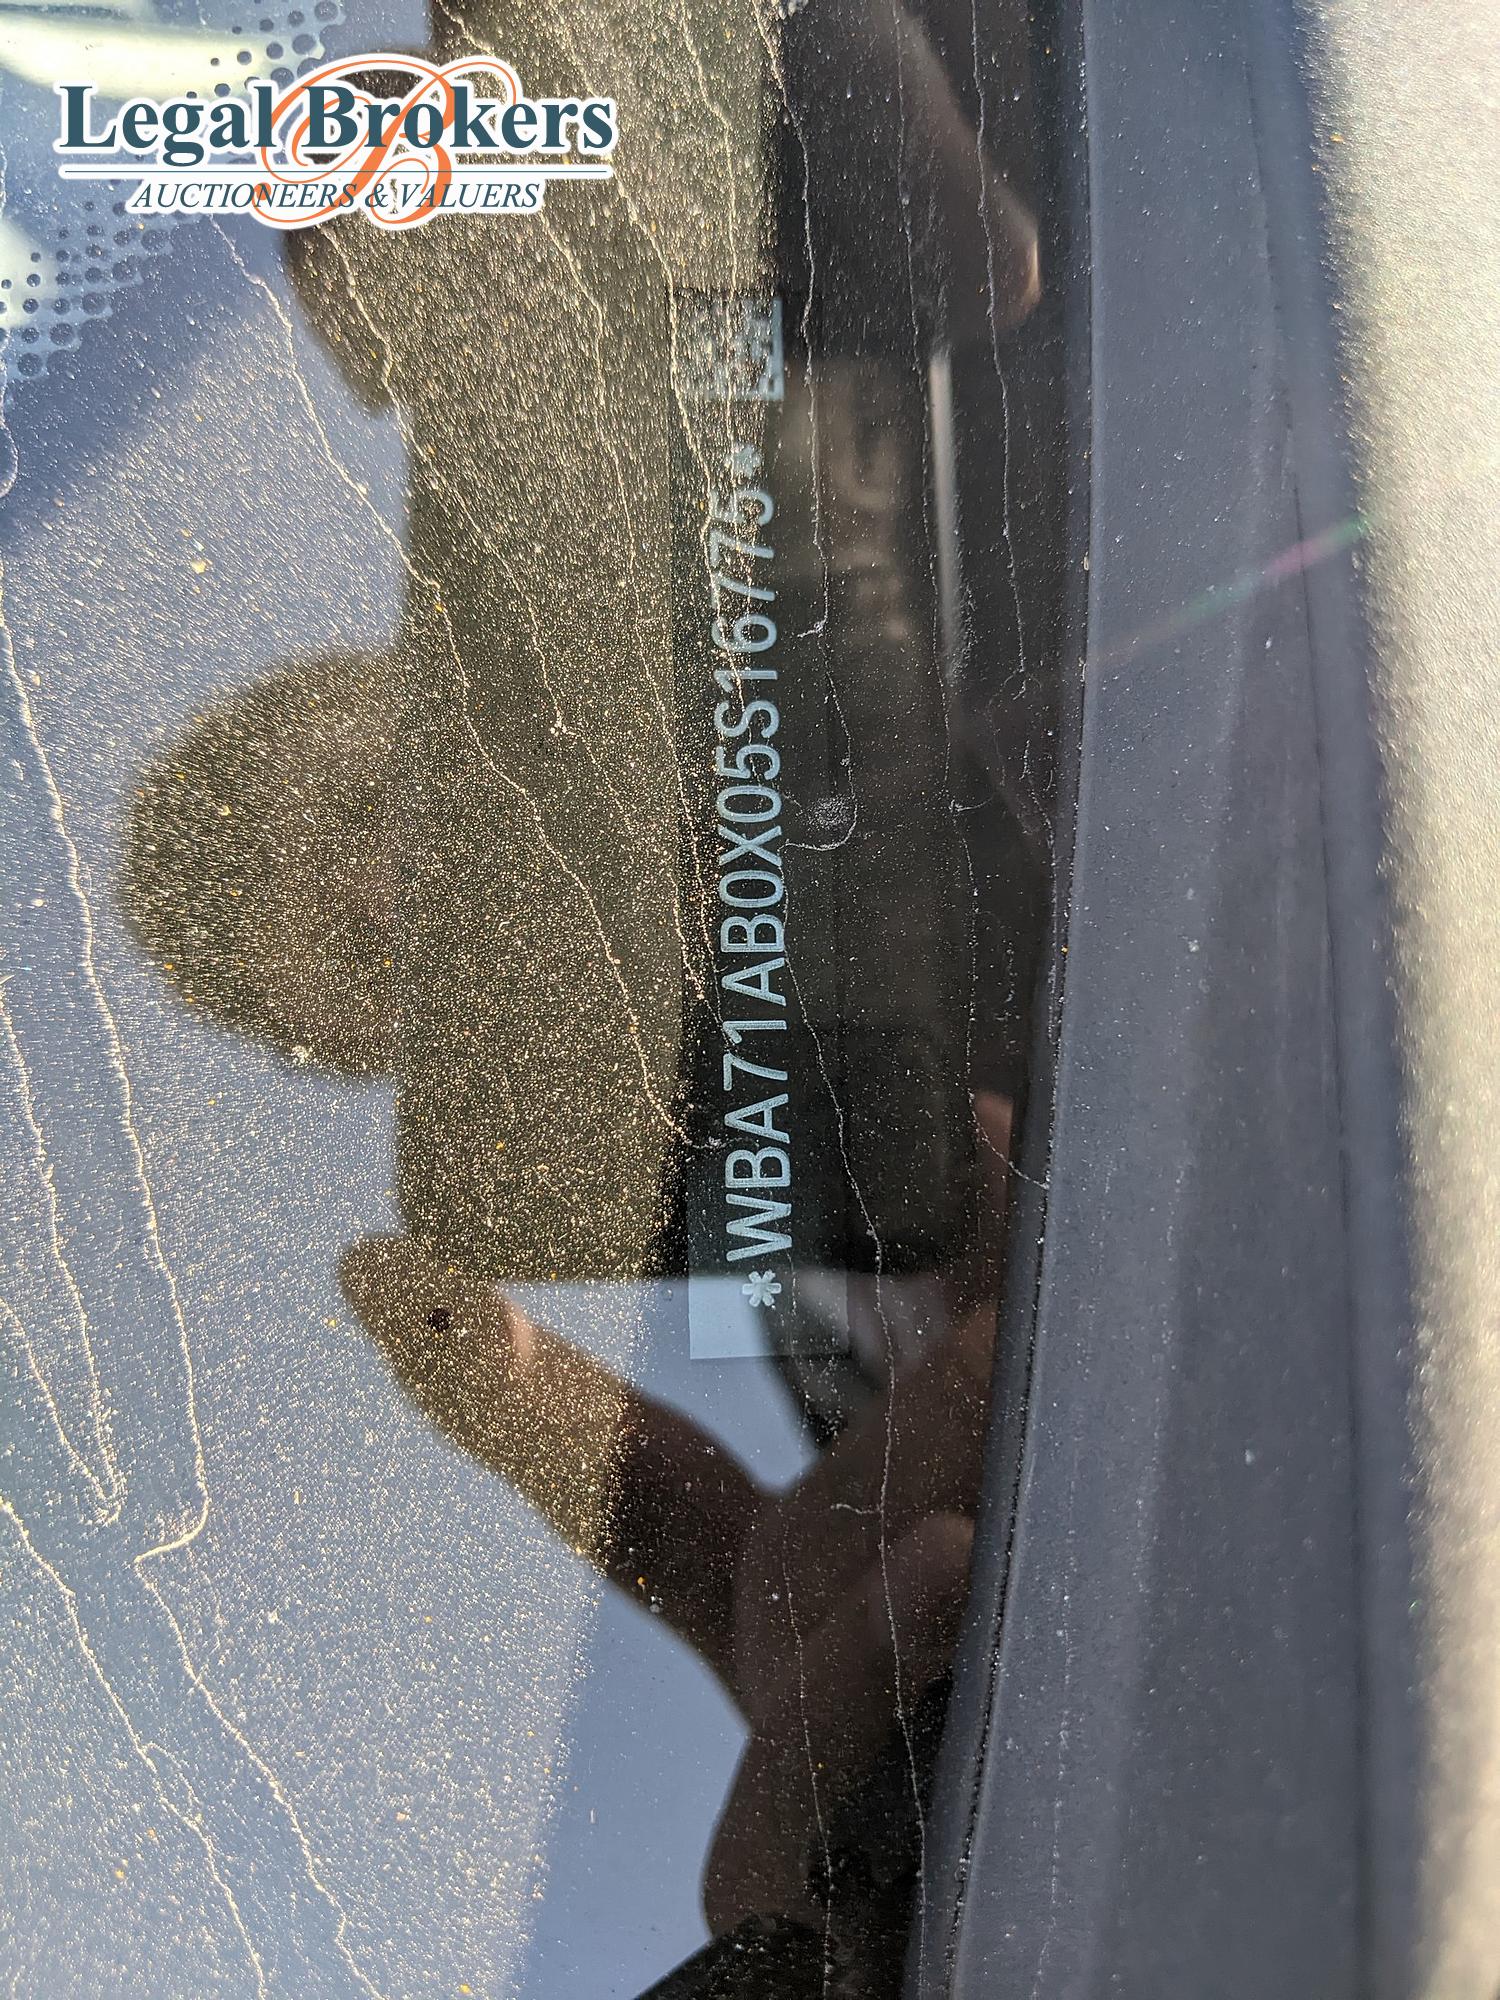 Legal Brokers
AUCTIONEERS & VALUERS
*WBA71AB0X05S16775*